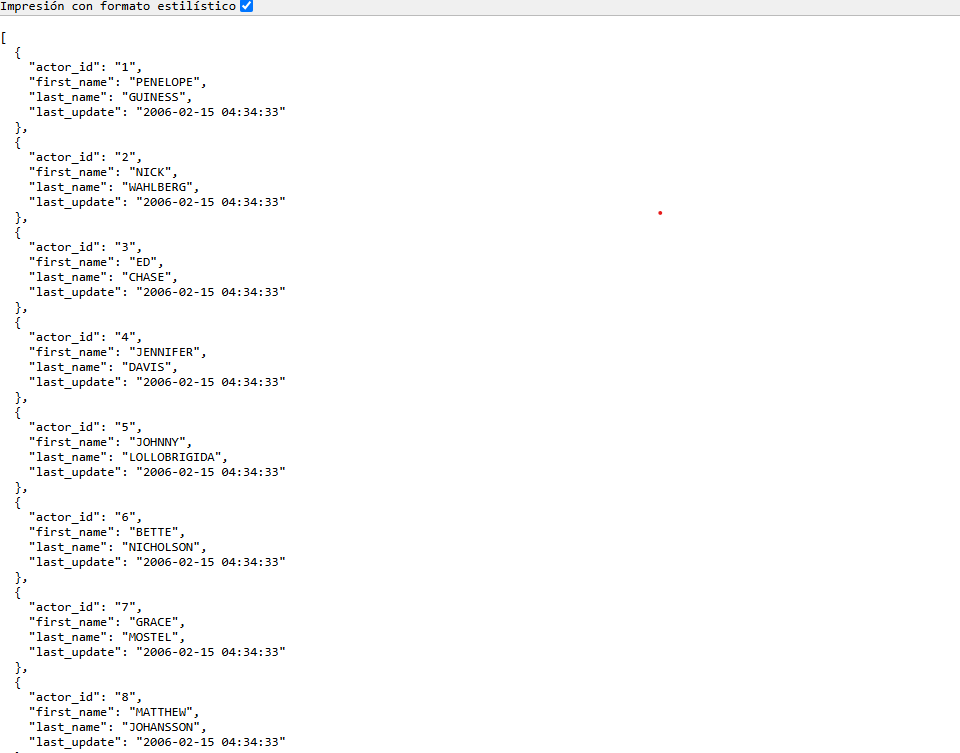 Impresión con formato estilístico
[
  {
    "actor_id": "1",
    "first_name": "PENELOPE",
    "last_name": "GUINESS",
    "last_update": "2006-02-15 04:34:33"
  },
  {
    "actor_id": "2",
    "first_name": "NICK",
    "last_name": "WAHLBERG",
    "last_update": "2006-02-15 04:34:33"
  },
  {
    "actor_id": "3",
    "first_name": "ED",
    "last_name": "CHASE",
    "last_update": "2006-02-15 04:34:33"
  },
  {
    "actor_id": "4",
    "first_name": "JENNIFER",
    "last_name": "DAVIS",
    "last_update": "2006-02-15 04:34:33"
  },
  {
    "actor_id": "5",
    "first_name": "JOHNNY",
    "last_name": "LOLLOBRIGIDA",
    "last_update": "2006-02-15 04:34:33"
  },
  {
    "actor_id": "6",
    "first_name": "BETTE",
    "last_name": "NICHOLSON",
    "last_update": "2006-02-15 04:34:33"
  },
  {
    "actor_id": "7",
    "first_name": "GRACE",
    "last_name": "MOSTEL",
    "last_update": "2006-02-15 04:34:33"
  },
  {
    "actor_id": "8",
    "first_name": "MATTHEW",
    "last_name": "JOHANSSON",
    "last_update": "2006-02-15 04:34:33"